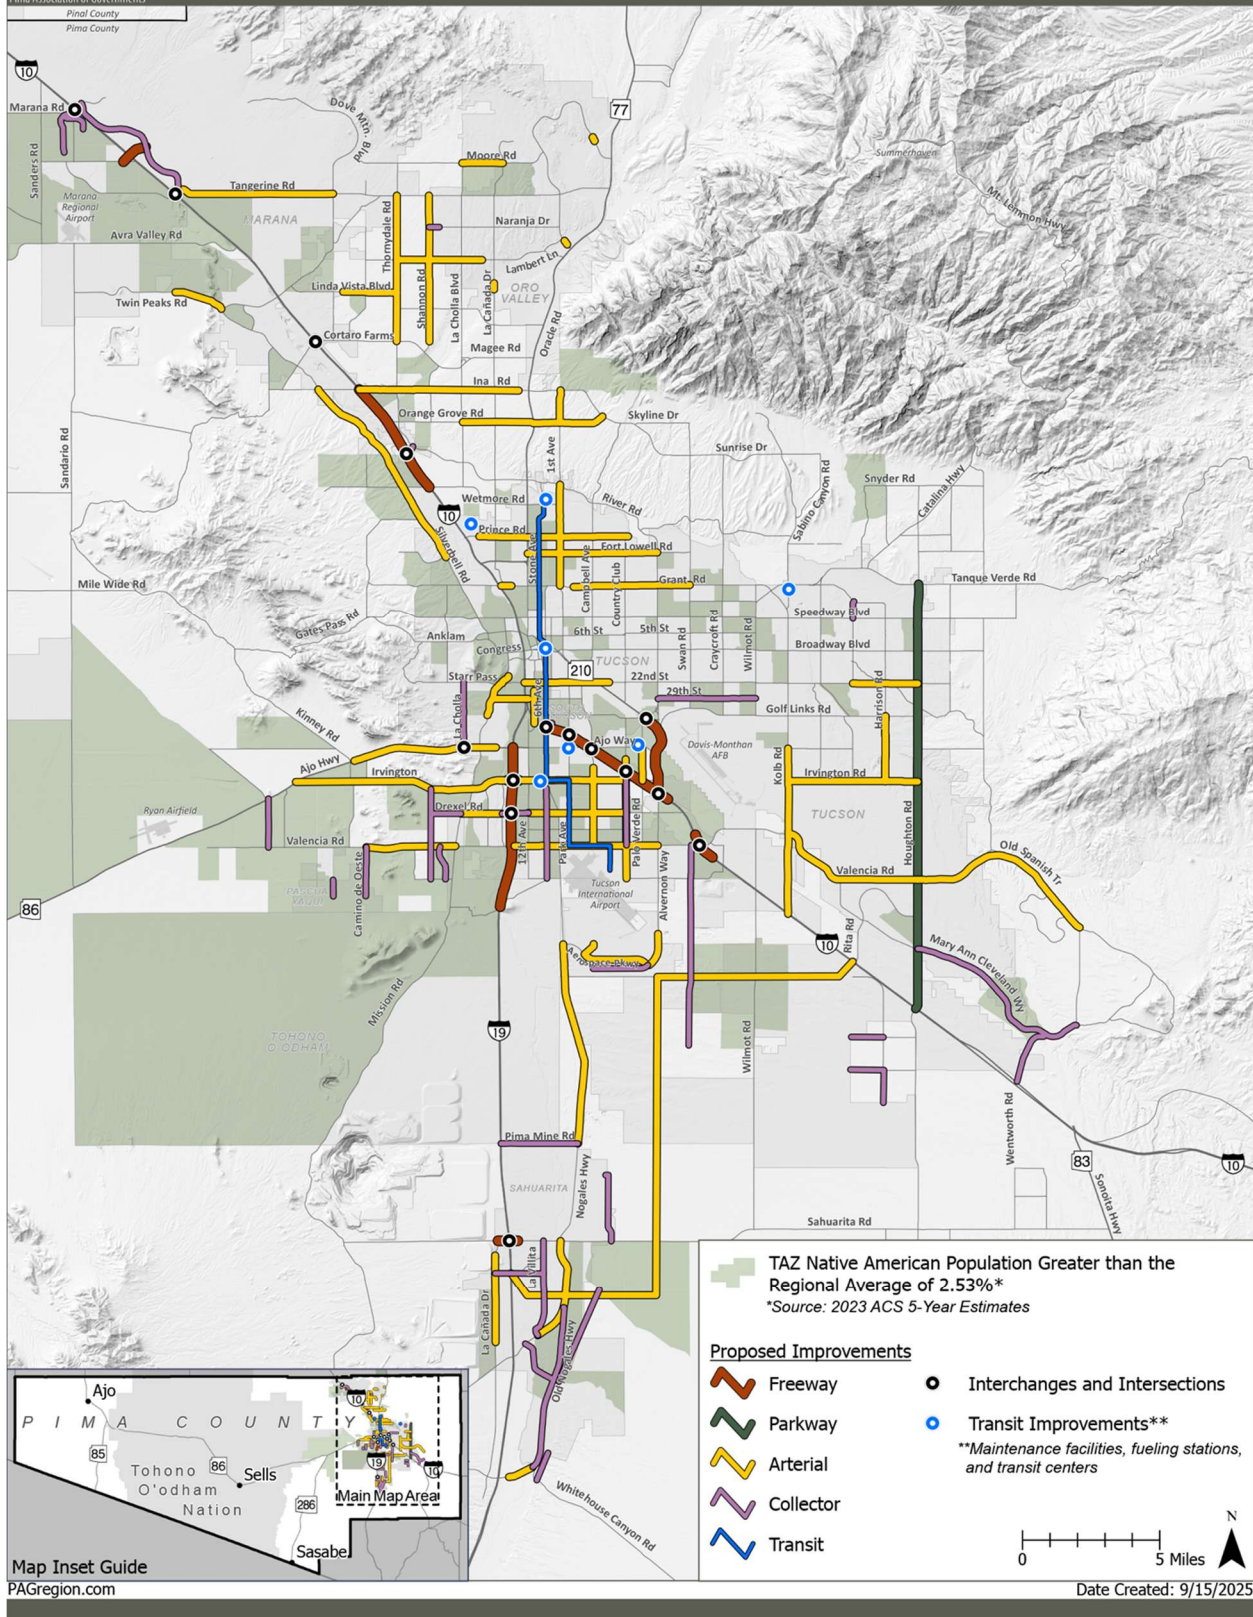 Pima Association of Governments
Pinal County
Pima County
10
77
Marana Rd
Dove Mtn. Blvd
Sanders Rd
Summerhaven
Moore Rd
Mt. Lemmon Hwy
Tangerine Rd
Marana
Regional
Airport
MARANA
Thornydale Rd
Naranja Dr
Avra Valley Rd
Lambert Ln
Linda Vista Blvd
Shannon Rd
La Cholla Blvd
La Cañada Dr
ORO
VALLEY
Twin Peaks Rd
Oracle Rd
Cortaro Farms
Magee Rd
Ina Rd
Orange Grove Rd
Skyline Dr
Sandario Rd
1st Ave
Sunrise Dr
Sabino Canyon Rd
Snyder Rd
Catalina Hwy
Wetmore Rd
River Rd
10
Prince Rd
Silverbell Rd
Stone Ave
Fort Lowell Rd
Campbell Ave
Country Club
Mile Wide Rd
Grant Rd
Tanque Verde Rd
Gates Pass Rd
Speedway Blvd
Anklam
6th St
5th St
Swan Rd
Craycroft Rd
Wilmot Rd
Broadway Blvd
Congress
210
TUCSON
Starr Pass
22nd St
29th St
Harrison Rd
La Cholla
6th Ave
SOUTH
TUCSON
Golf Links Rd
Kinney Rd
Ajo Way
Davis-Monthan
AFB
Kolb Rd
Ajo Hwy
Irvington
Irvington Rd
Ryan Airfield
Drexel Rd
TUCSON
Houghton Rd
Valencia Rd
12th Ave
Park Ave
Palo Verde Rd
Old Spanish Tr
Camino de Oeste
Alvernon Way
Valencia Rd
PASCUA
YAQUI
Tucson
International
Airport
86
10
Rita Rd
Aerospace Pkwy
Mary Ann Cleveland Wy
Mission Rd
19
TOHONO
O'ODHAM
Wilmot Rd
Wentworth Rd
Pima Mine Rd
83
10
SAHUARITA
Nogales Hwy
Sonoita Hwy
Sahuarita Rd
La Villita
La Cañada Dr
Old Nogales Hwy
Whitehouse Canyon Rd
TAZ Native American Population Greater than the
Regional Average of 2.53%*
*Source: 2023 ACS 5-Year Estimates
Proposed Improvements
Freeway
Parkway
Arterial
Collector
Transit
Interchanges and Intersections
Transit Improvements**
**Maintenance facilities, fueling stations,
and transit centers
N
0 5 Miles
Ajo
PIMA COUNTY
85
86
Tohono
O'odham
Nation
Sells
286
Sasabe
10
19
10
Main Map Area
Map Inset Guide
PAGregion.com
Date Created: 9/15/2025